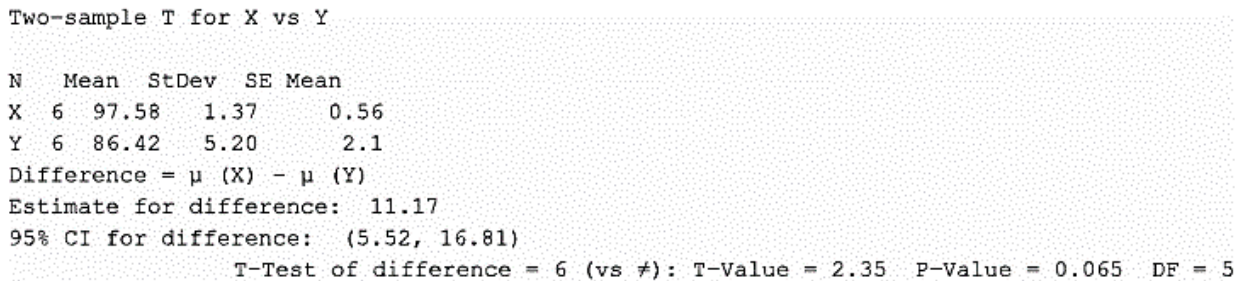 Two-sample T for X vs Y
N Mean StDev SE Mean
X 6 97.58 1.37 0.56
Y 6 86.42 5.20 2.1
Difference = μ (X) - μ (Y)
Estimate for difference: 11.17
95% CI for difference: (5.52, 16.81)
T-Test of difference = 6 (vs ≠): T-Value = 2.35 P-Value = 0.065 DF = 5